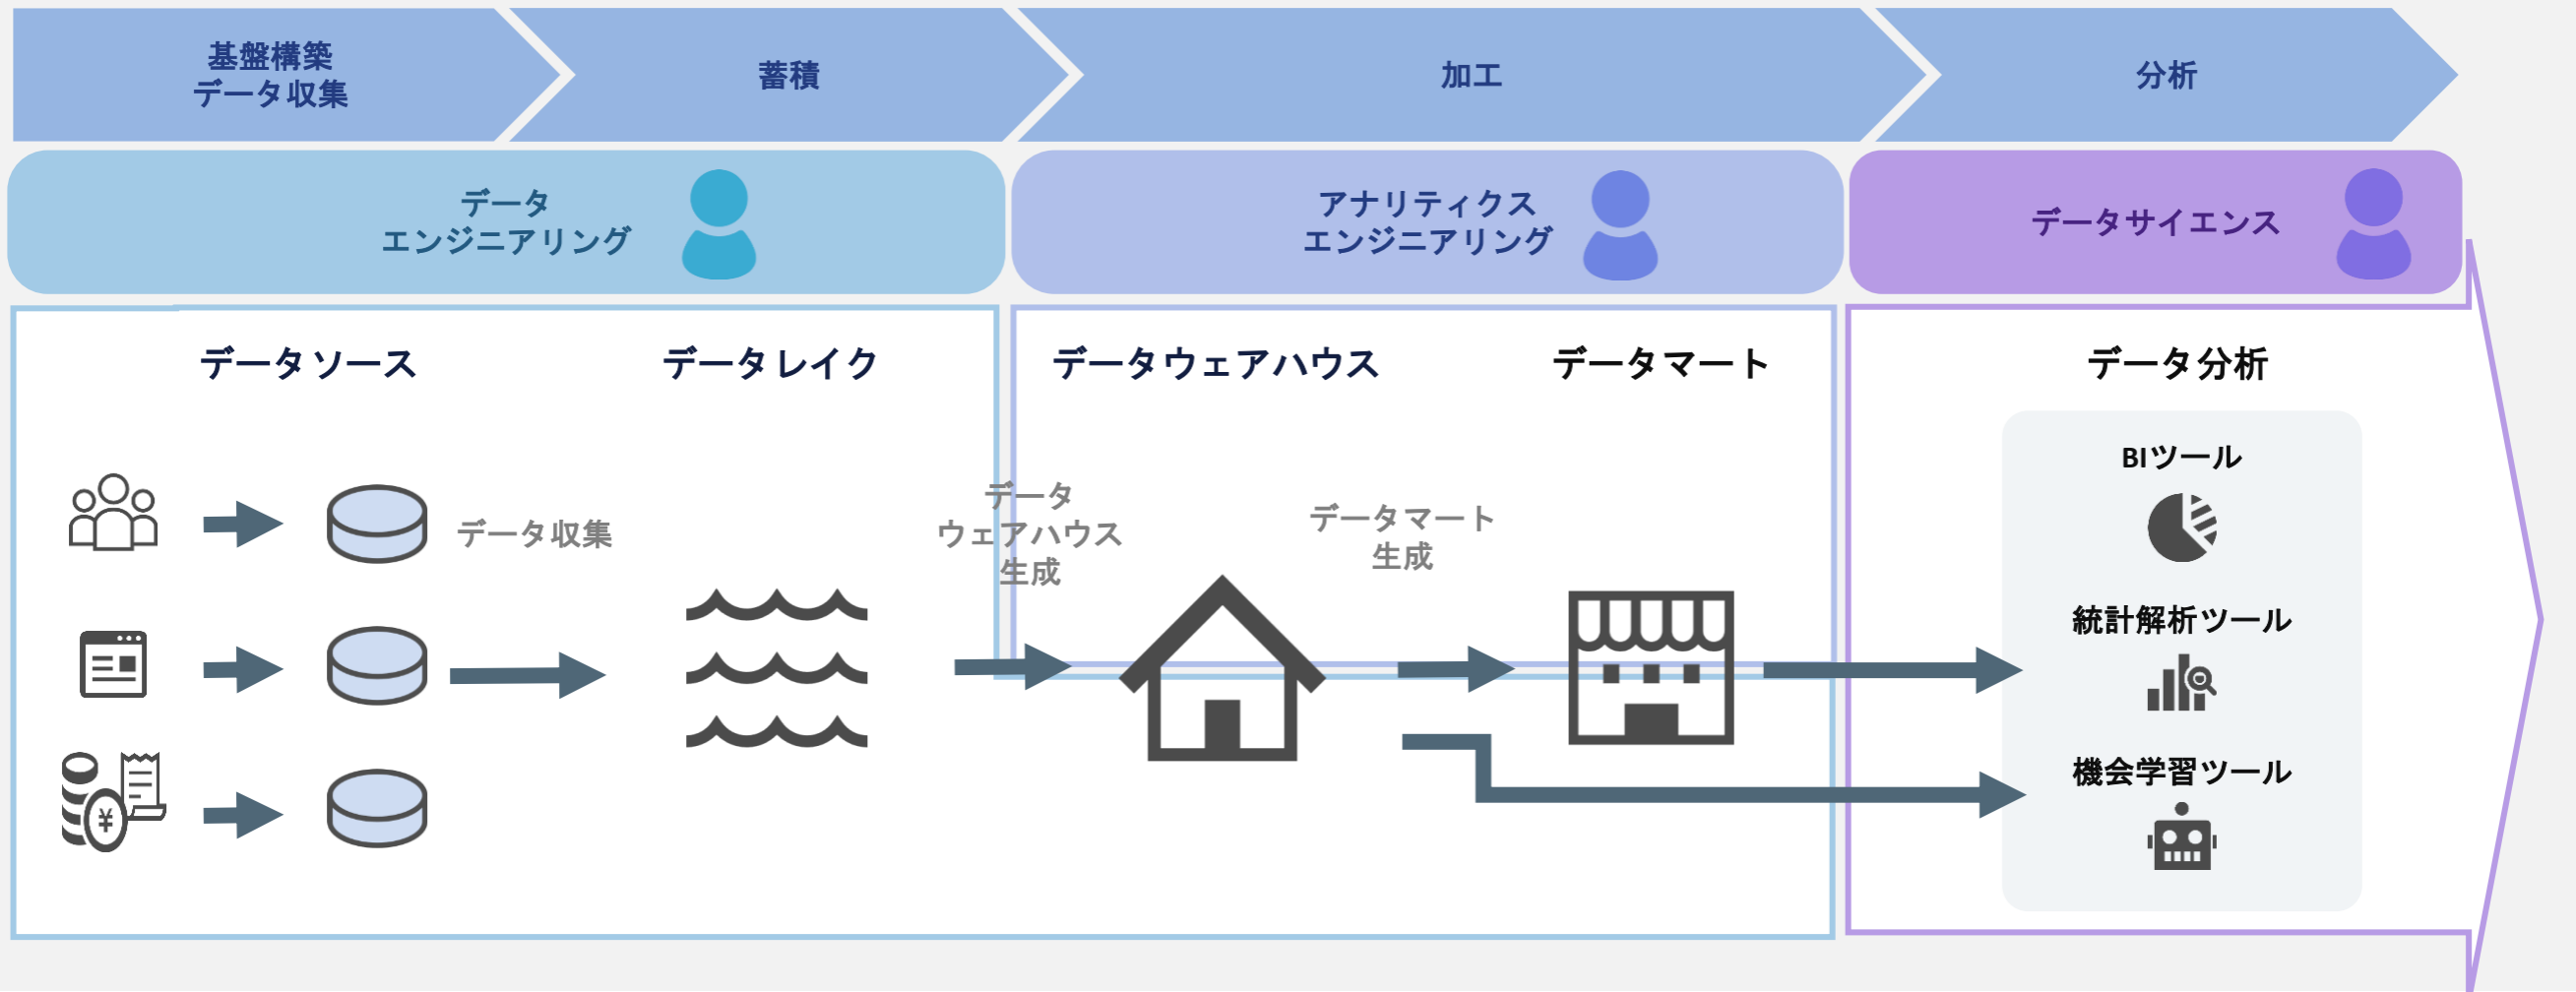 基盤構築
データ収集
蓄積
加工
分析
データ
エンジニアリング
アナリティクス
エンジニアリング
データサイエンス
データソース
データレイク
データウェアハウス
データマート
データ分析
データ収集
データ
ウェアハウス
生成
データマート
生成
BIツール
統計解析ツール
機会学習ツール
¥